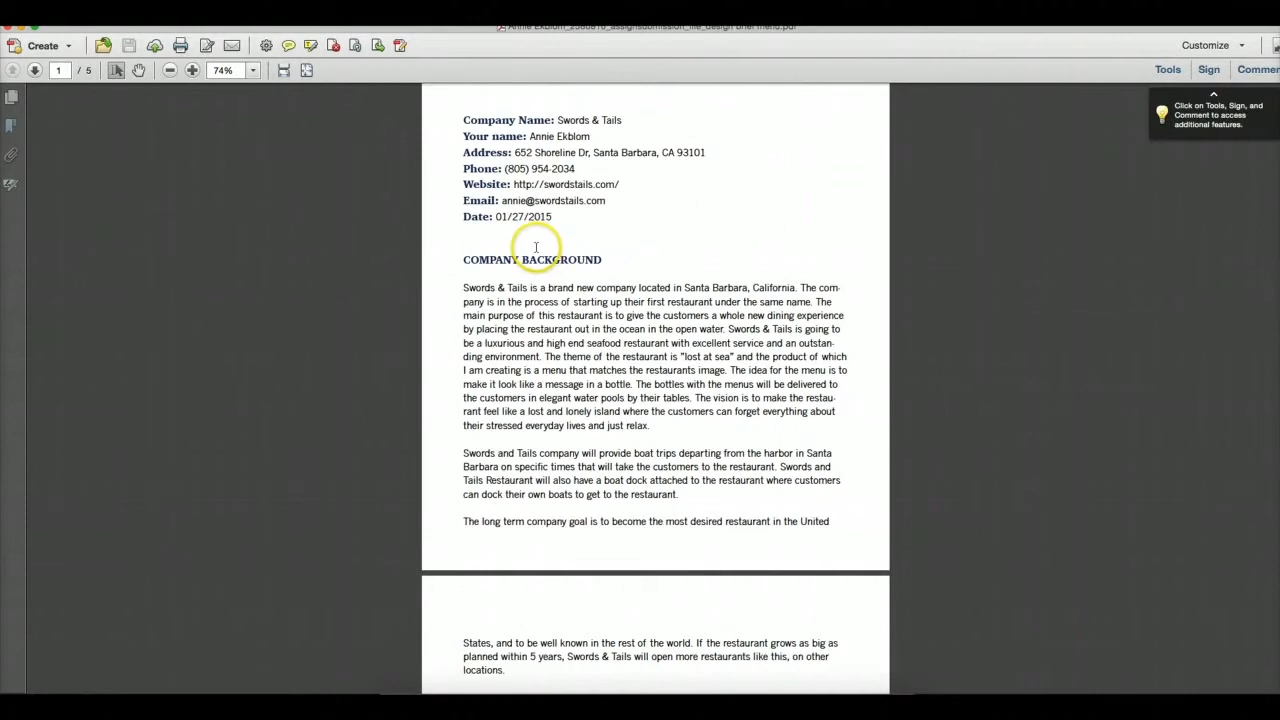 Create
Customize
1 / 5
74%
Tools
Sign
Commen
Click on Tools, Sign, and
Comment to access
additional features.
Company Name: Swords & Tails
Your name: Annie Ekblom
Address: 652 Shoreline Dr, Santa Barbara, CA 93101
Phone: (805) 954-2034
Website: http://swordstails.com/
Email: annie@swordstails.com
Date: 01/27/2015
COMPANY BACKGROUND
Swords & Tails is a brand new company located in Santa Barbara, California. The com-
pany is in the process of starting up their first restaurant under the same name. The
main purpose of this restaurant is to give the customers a whole new dining experience
by placing the restaurant out in the ocean in the open water. Swords & Tails is going to
be a luxurious and high end seafood restaurant with excellent service and an outstan-
ding environment. The theme of the restaurant is "lost at sea" and the product of which
I am creating is a menu that matches the restaurants image. The idea for the menu is to
make it look like a message in a bottle. The bottles with the menus will be delivered to
the customers in elegant water pools by their tables. The vision is to make the restau-
rant feel like a lost and lonely island where the customers can forget everything about
their stressed everyday lives and just relax.
Swords and Tails company will provide boat trips departing from the harbor in Santa
Barbara on specific times that will take the customers to the restaurant. Swords and
Tails Restaurant will also have a boat dock attached to the restaurant where customers
can dock their own boats to get to the restaurant.
The long term company goal is to become the most desired restaurant in the United
States, and to be well known in the rest of the world. If the restaurant grows as big as
planned within 5 years, Swords & Tails will open more restaurants like this, on other
locations.